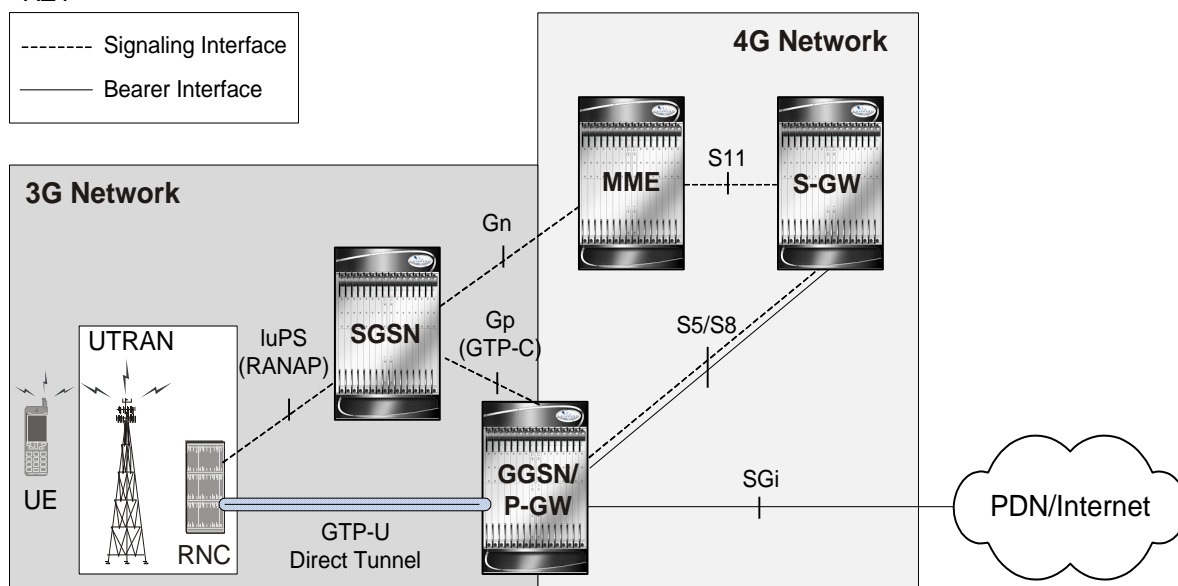 Signaling Interface
Bearer Interface
4G Network
MME
S11
S-GW
3G Network
Gn
SGSN
Gp
(GTP-C)
S5/S8
UTRAN
IuPS
(RANAP)
UE
RNC
GTP-U
Direct Tunnel
GGSN/
P-GW
SGi
PDN/Internet